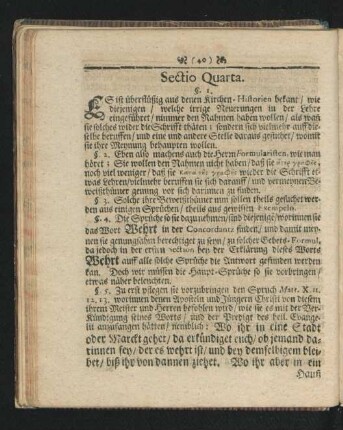 (40)
Sectio Quarta.
§. 1.
ES ist überflüßig aus denen Kirchen-Historien bekant/ wie
diejenigen / welche irrige Neuerungen in der Lehre
eingeführet/ nimmer den Nahmen haben wollen/ als waß
sie solches wider die Schrifft thäten; sondern sich vielmehr auff die-
selbe beruffen/ und eine und andere Stelle daraus gesuchet/ womit
sie ihre Meynung behaupten wollen.
§. 2. Eben also machens auch die Herrn Formularisten, wie man
höret; Sie wollen den Nahmen nicht haben/ daß sie
noch viel weniger/ daß sie wieder die Schrifft et-
was Lehren/ vielmehr beruffen sie sich darauff/ und vermeynen Be-
weisthümer genung vor sich darinnen zu finden.
§. 3. Solche ihre Beweisthümer nun sollen theils gesuchet wer-
den aus einigen Sprüchen/ theils aus gewissen Exempeln.
§. 4. Die Sprüche so sie dazu nehmen/ sind diejenige/ worinnen sie
das Wort Wehrt in der Concordantz finden/ und damit mey-
nen sie genungsahm berechtiget zu seyn/ zu solcher Gebets-Formul,
da jedoch in der ersten Section bey der Erklärung dieses Worts
Wehrt auff alle solche Sprüche die Antwort gefunden werden
kan. Doch wir müssen die Haupt-Sprüche so sie verbringen/
etwas näher beleuchten.
§. 5. Zu erst pflegen sie vorzubringen den Spruch Matt. X. 11.
12, 13. worinnen denen Aposteln und Jüngern Christi von diesem
ihrem Meister und Herren befohlen wird/ wie sie es mit der Ver-
kündigung seines Worts/ und der Predigt des heil. Evange-
lii anzufangen hätten/ nemblich: Wo ihr in eine Stadt
oder Marckt gehet/ da erkündiget euch/ ob jemand da-
rinnen sey/ der es wehrt ist/ und bey demselbigem blei-
bet/ biß ihr von dannen ziehet. Wo ihr aber in ein
Hauß